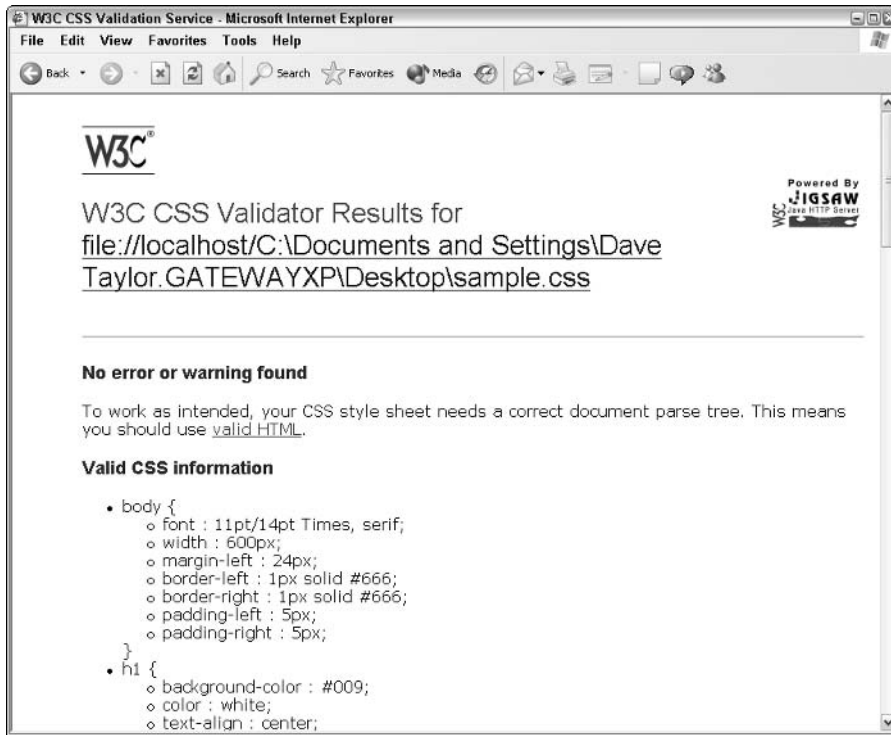 W3C CSS Validation Service - Microsoft Internet Explorer
File Edit View Favorites Tools Help
Back Search Favorites Media
W3C®
Powered By
JIGSAW
W3C Java HTTP Server
W3C CSS Validator Results for
file://localhost/C:\Documents and Settings\Dave
Taylor.GATEWAYXP\Desktop\sample.css
No error or warning found
To work as intended, your CSS style sheet needs a correct document parse tree. This means
you should use valid HTML.
Valid CSS information
• body {
o font : 11pt/14pt Times, serif;
o width : 600px;
o margin-left : 24px;
o border-left : 1px solid #666;
o border-right : 1px solid #666;
o padding-left : 5px;
o padding-right : 5px;
}
• h1 {
o background-color : #009;
o color : white;
o text-align : center;